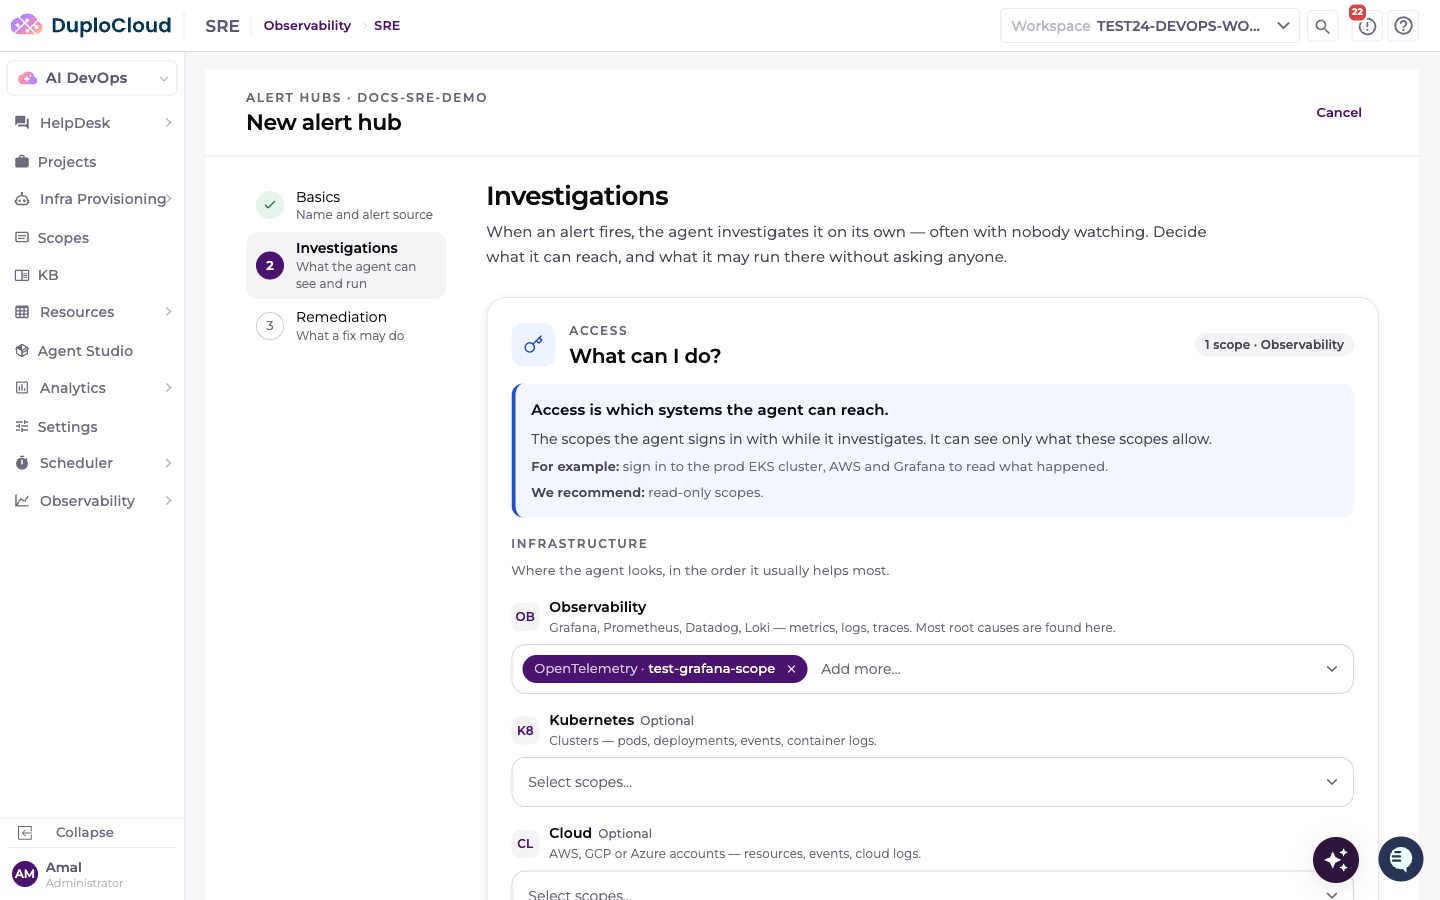 DuploCloud
SRE
Observability
SRE
Workspace TEST24-DEVOPS-WO...
22
AI DevOps
HelpDesk
Projects
Infra Provisioning
Scopes
KB
Resources
Agent Studio
Analytics
Settings
Scheduler
Observability
Collapse
AM
Amal
Administrator
ALERT HUBS · DOCS-SRE-DEMO
New alert hub
Cancel
Basics
Name and alert source
2
Investigations
What the agent can
see and run
3
Remediation
What a fix may do
Investigations
When an alert fires, the agent investigates it on its own — often with nobody watching. Decide
what it can reach, and what it may run there without asking anyone.
ACCESS
What can I do?
1 scope · Observability
Access is which systems the agent can reach.
The scopes the agent signs in with while it investigates. It can see only what these scopes allow.
For example: sign in to the prod EKS cluster, AWS and Grafana to read what happened.
We recommend: read-only scopes.
INFRASTRUCTURE
Where the agent looks, in the order it usually helps most.
OB
Observability
Grafana, Prometheus, Datadog, Loki — metrics, logs, traces. Most root causes are found here.
OpenTelemetry · test-grafana-scope ×
Add more...
K8
Kubernetes Optional
Clusters — pods, deployments, events, container logs.
Select scopes...
CL
Cloud Optional
AWS, GCP or Azure accounts — resources, events, cloud logs.
Select scopes...